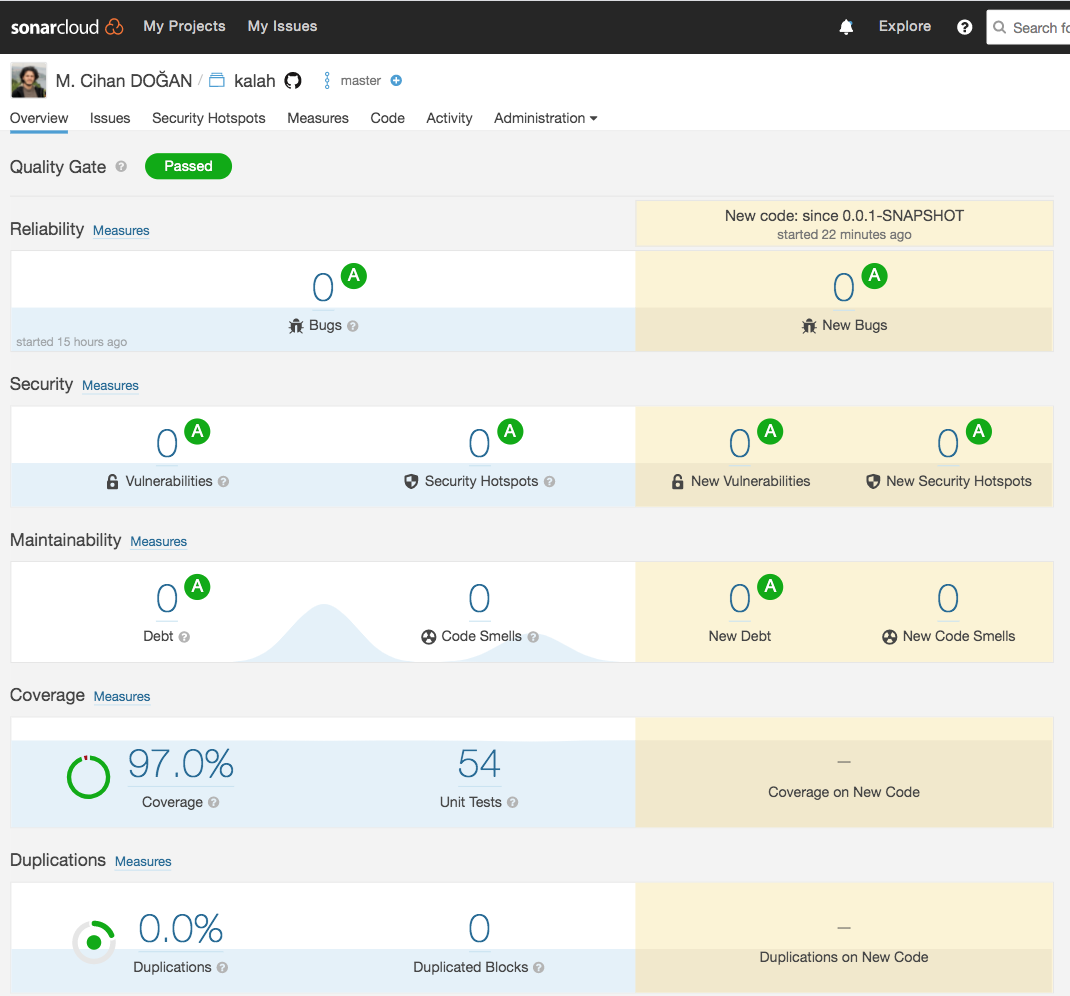 sonarcloud My Projects My Issues Explore ? Search fo
M. Cihan DOĞAN / kalah master
Overview Issues Security Hotspots Measures Code Activity Administration
Quality Gate ? Passed
New code: since 0.0.1-SNAPSHOT
started 22 minutes ago
Reliability Measures
0 A 0 A
Bugs ? New Bugs
started 15 hours ago
Security Measures
0 A 0 A 0 A 0 A
Vulnerabilities ? Security Hotspots ? New Vulnerabilities New Security Hotspots
Maintainability Measures
0 A 0 0 A 0
Debt ? Code Smells ? New Debt New Code Smells
Coverage Measures
97.0% 54 —
Coverage ? Unit Tests ? Coverage on New Code
Duplications Measures
0.0% 0 —
Duplications ? Duplicated Blocks ? Duplications on New Code